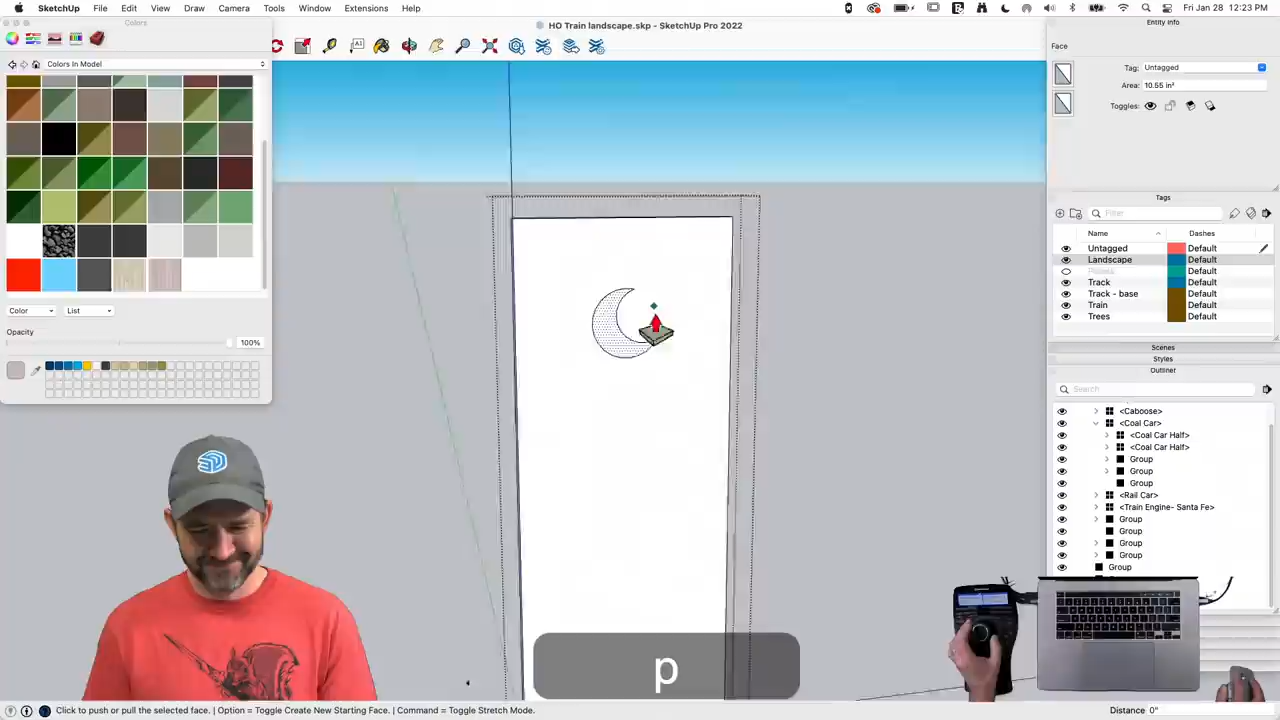 SketchUp File Edit View Draw Camera Tools Window Extensions Help
Fri Jan 28 12:23 PM
Colors
HO Train landscape.skp - SketchUp Pro 2022
Entity Info
Face
Colors In Model
Tag: Untagged
Area: 10.55 in²
Toggles:
Tags
Filter
Name Dashes
Untagged Default
Landscape Default
Default
Track Default
Track - base Default
Train Default
Trees Default
Color List
Opacity
100%
Scenes
Styles
Outliner
Search
<Caboose>
<Coal Car>
<Coal Car Half>
<Coal Car Half>
Group
Group
Group
<Rail Car>
<Train Engine- Santa Fe>
Group
Group
Group
Group
Group
p
Click to push or pull the selected face. | Option = Toggle Create New Starting Face. | Command = Toggle Stretch Mode.
Distance 0"